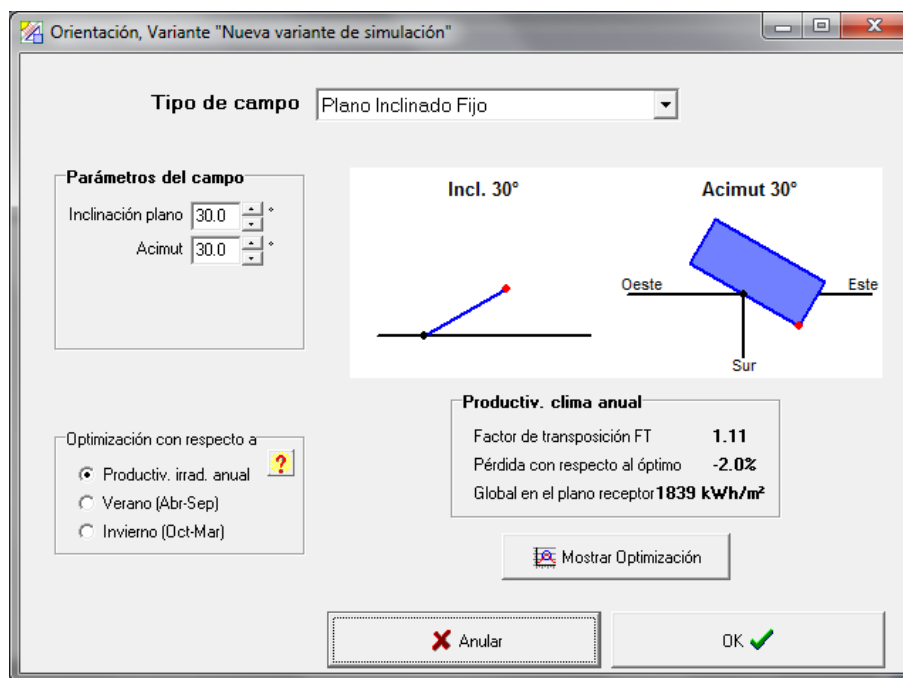 Orientación, Variante "Nueva variante de simulación"
Tipo de campo Plano Inclinado Fijo
Parámetros del campo
Inclinación plano 30.0 °
Acimut 30.0 °
Incl. 30° Acimut 30°
Oeste Este
Sur
Productiv. clima anual
Factor de transposición FT 1.11
Pérdida con respecto al óptimo -2.0%
Global en el plano receptor 1839 kWh/m²
Optimización con respecto a
?
Productiv. irrad. anual
Verano (Abr-Sep)
Invierno (Oct-Mar)
Mostrar Optimización
Anular OK